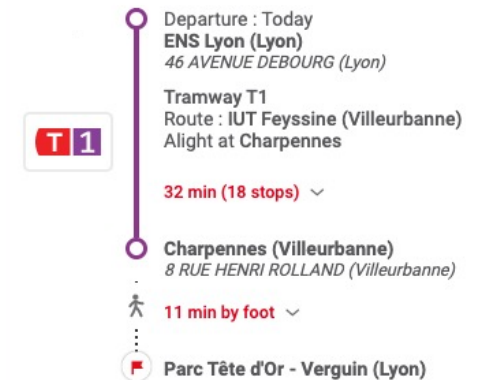 Departure : Today
ENS Lyon (Lyon)
46 AVENUE DEBOURG (Lyon)
Tramway T1
Route : IUT Feyssine (Villeurbanne)
Alight at Charpennes
T 1
32 min (18 stops)
Charpennes (Villeurbanne)
8 RUE HENRI ROLLAND (Villeurbanne)
11 min by foot
Parc Tête d'Or - Verguin (Lyon)